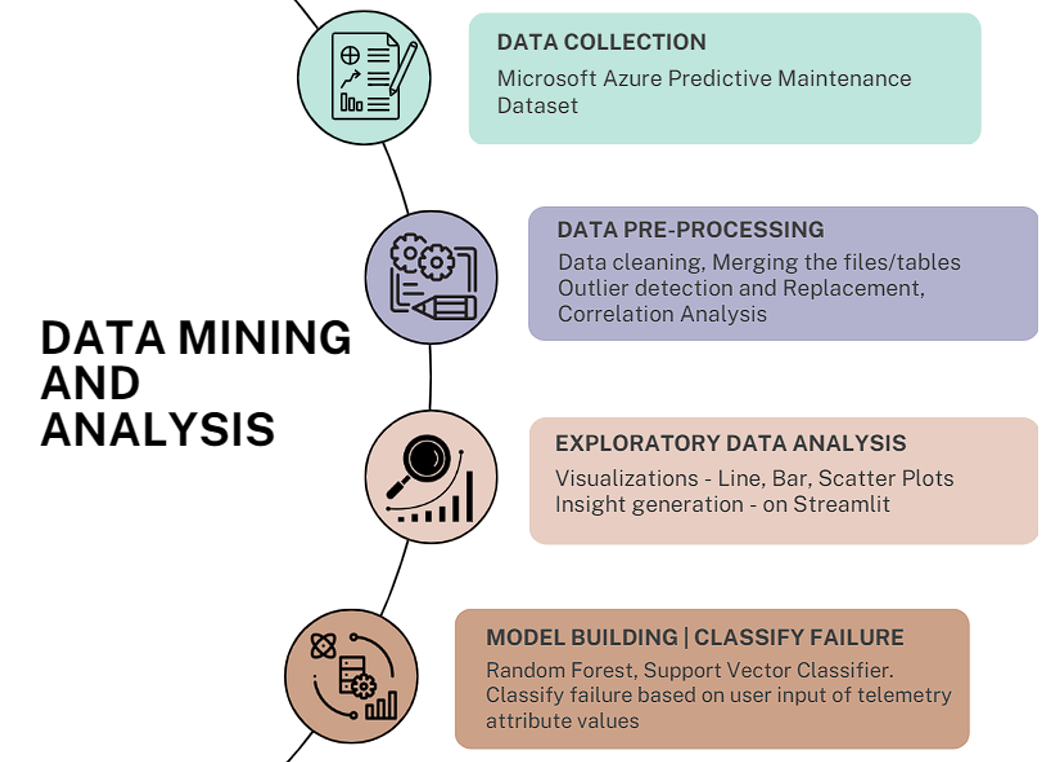 DATA COLLECTION
Microsoft Azure Predictive Maintenance
Dataset
DATA PRE-PROCESSING
Data cleaning, Merging the files/tables
Outlier detection and Replacement,
Correlation Analysis
DATA MINING
AND
ANALYSIS
EXPLORATORY DATA ANALYSIS
Visualizations - Line, Bar, Scatter Plots
Insight generation - on Streamlit
MODEL BUILDING | CLASSIFY FAILURE
Random Forest, Support Vector Classifier.
Classify failure based on user input of telemetry
attribute values